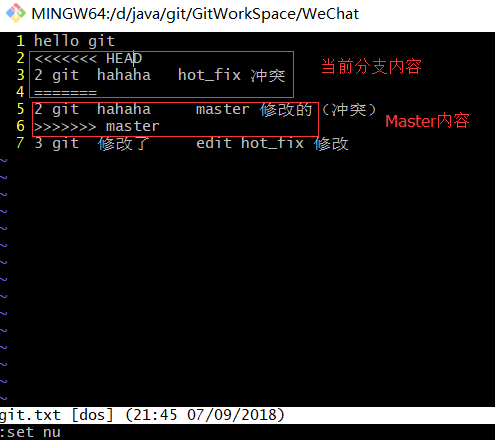 MINGW64:/d/java/git/GitWorkSpace/WeChat
1 hello git
2 <<<<<<< HEAD
3 2 git  hahaha   hot_fix 冲突
当前分支内容
4 =======
5 2 git  hahaha     master 修改的（冲突）
6 >>>>>>> master
Master内容
7 3 git  修改了     edit hot_fix 修改
~
~
~
~
~
~
~
~
~
~
~
~
~
git.txt [dos] (21:45 07/09/2018)
:set nu